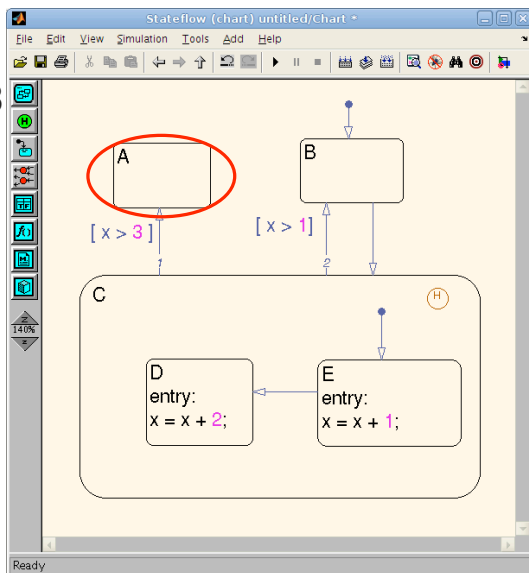 Stateflow (chart) untitled/Chart *
File Edit View Simulation Tools Add Help
A
B
[ x > 3 ]
[ x > 1]
1
2
C
H
D
entry:
x = x + 2;
E
entry:
x = x + 1;
H
TT
f()
Z
140%
Ready